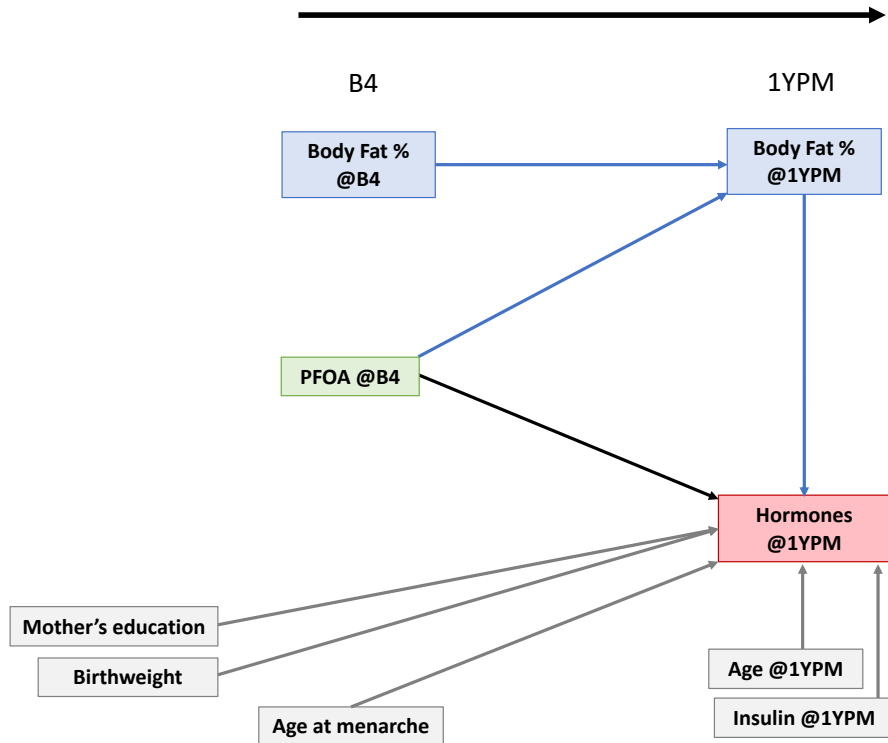 B4
1YPM
Body Fat %
@B4
Body Fat %
@1YPM
PFOA @B4
Hormones
@1YPM
Mother’s education
Birthweight
Age at menarche
Age @1YPM
Insulin @1YPM